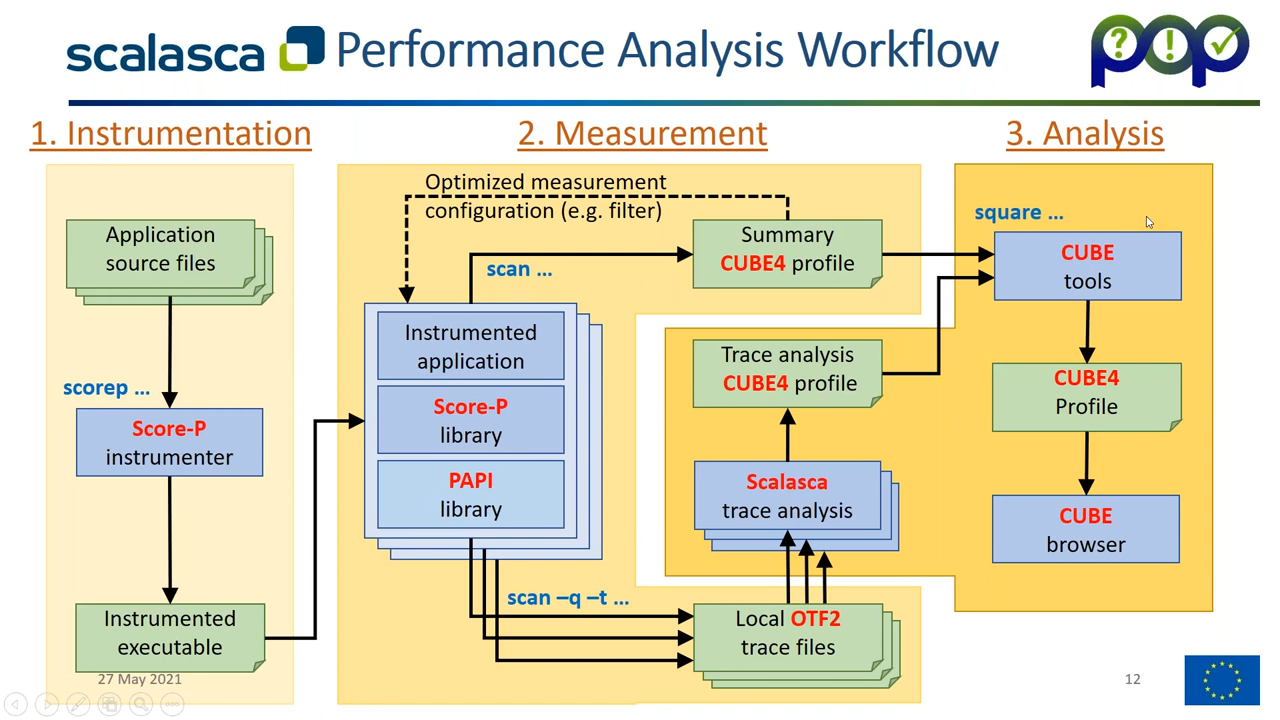 scalasca Performance Analysis Workflow
pop
? ! ✓
1. Instrumentation
Application
source files
scorep ...
Score-P
instrumenter
Instrumented
executable
2. Measurement
Optimized measurement
configuration (e.g. filter)
scan ...
Summary
CUBE4 profile
Instrumented
application
Score-P
library
PAPI
library
Trace analysis
CUBE4 profile
Scalasca
trace analysis
scan –q –t ...
Local OTF2
trace files
3. Analysis
square ...
CUBE
tools
CUBE4
Profile
CUBE
browser
27 May 2021
12